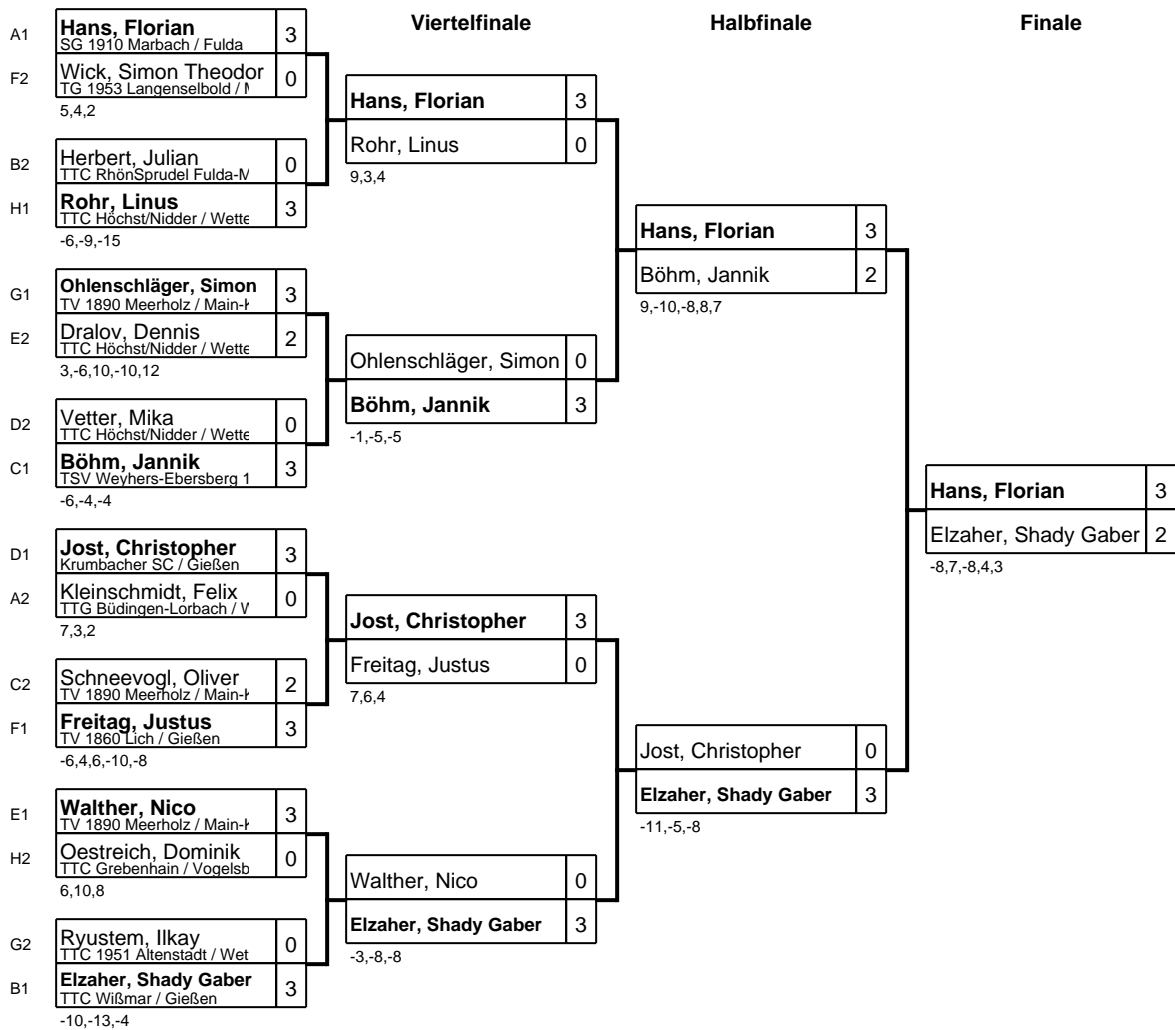 Viertelfinale
Halbfinale
Finale
A1
Hans, Florian
3
SG 1910 Marbach / Fulda
F2
Wick, Simon Theodor
0
TG 1953 Langenselbold /
5,4,2
B2
Herbert, Julian
0
TTC RhönSprudel Fulda-M
H1
Rohr, Linus
3
TTC Höchst/Nidder / Wette
-6,-9,-15
G1
Ohlenschläger, Simon
3
TV 1890 Meerholz / Main-K
E2
Dralov, Dennis
2
TTC Höchst/Nidder / Wette
3,-6,10,-10,12
D2
Vetter, Mika
0
TTC Höchst/Nidder / Wette
C1
Böhm, Jannik
3
TSV Weyhers-Ebersberg 1
-6,-4,-4
D1
Jost, Christopher
3
Krumbacher SC / Gießen
A2
Kleinschmidt, Felix
0
TTG Büdingen-Lorbach / W
7,3,2
C2
Schneevogl, Oliver
2
TV 1890 Meerholz / Main-K
F1
Freitag, Justus
3
TV 1860 Lich / Gießen
-6,4,6,-10,-8
E1
Walther, Nico
3
TV 1890 Meerholz / Main-K
H2
Oestreich, Dominik
0
TTC Grebenhain / Vogelsb
6,10,8
G2
Ryustem, Ilkay
0
TTC 1951 Altenstadt / Wet
B1
Elzaher, Shady Gaber
3
TTC Wißmar / Gießen
-10,-13,-4
Hans, Florian
3
Rohr, Linus
0
9,3,4
Ohlenschläger, Simon
0
Böhm, Jannik
3
-1,-5,-5
Jost, Christopher
3
Freitag, Justus
0
7,6,4
Walther, Nico
0
Elzaher, Shady Gaber
3
-3,-8,-8
Hans, Florian
3
Böhm, Jannik
2
9,-10,-8,8,7
Jost, Christopher
0
Elzaher, Shady Gaber
3
-11,-5,-8
Hans, Florian
3
Elzaher, Shady Gaber
2
-8,7,-8,4,3